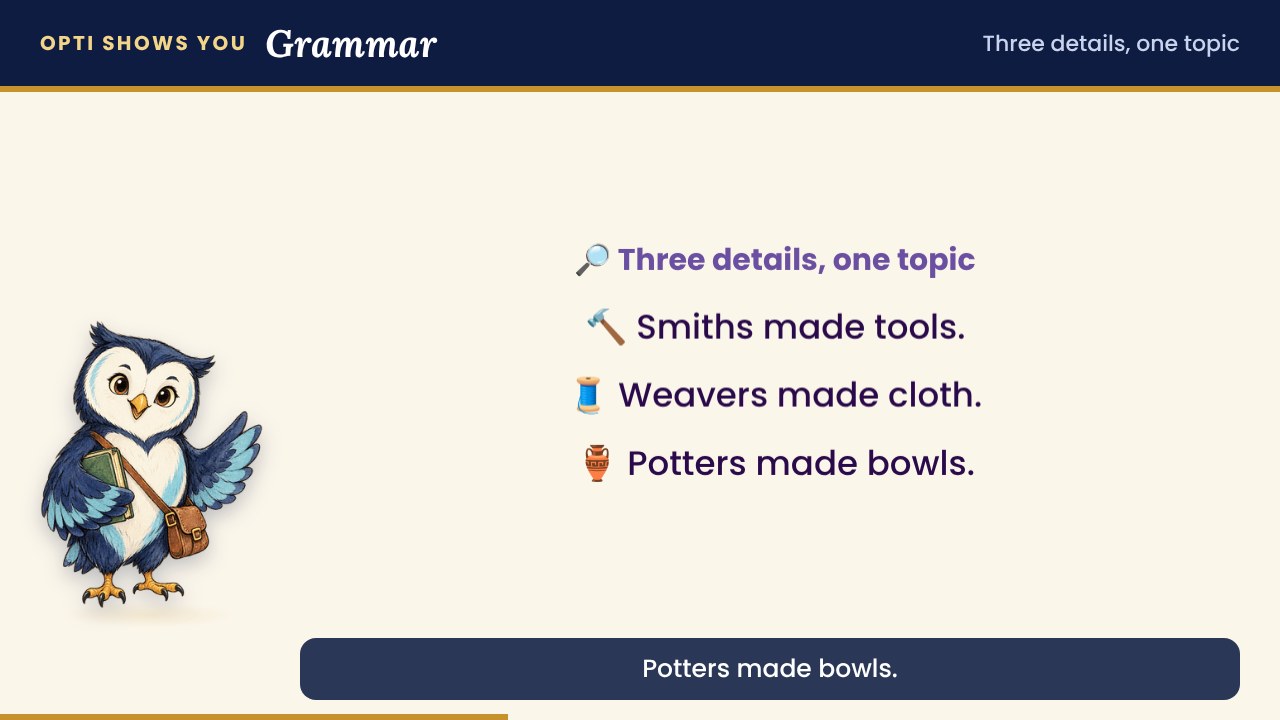 OPTI SHOWS YOU Grammar
Three details, one topic
🔎 Three details, one topic
🔨 Smiths made tools.
🧵 Weavers made cloth.
🏺 Potters made bowls.
Potters made bowls.